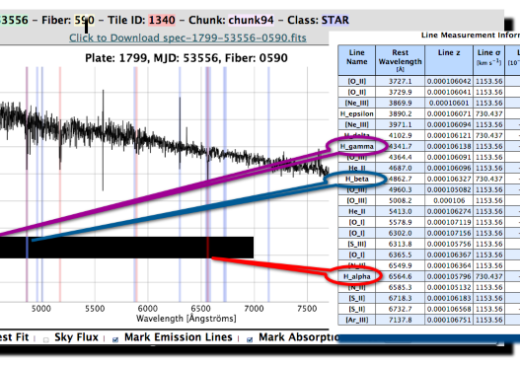 53556 - Fiber: 590 - Tile ID: 1340 - Chunk: chunk94 - Class: STAR
Click to Download spec-1799-53556-0590.fits
Plate: 1799, MJD: 53556, Fiber: 0590
5000 5500 6000 6500 7000 7500
Wavelength [Ångströms]
Sky Flux Mark Emission Lines Mark
Line Measurement
Line Name Rest Wavelength [Å] Line z Line σ [km s⁻¹]
[O_II] 3727.1 0.000106042 1153.56
[O_II] 3729.9 0.000106041 1153.56
[Ne_III] 3869.9 0.00010601 1153.56
H_epsilon 3890.2 0.000106071 730.437
[Ne_III] 3971.1 0.000106094 1153.56
H_delta 4102.9 0.000106121 730.437
H_gamma 4341.7 0.000106138 1153.56
[O_III] 4364.4 0.000106091 1153.56
He_II 4687.0 0.000106096 1153.56
H_beta 4862.7 0.000106327 730.437
[O_III] 4960.3 0.000105082 1153.56
[O_III] 5008.2 0.000106 1153.56
He_II 5413.0 0.000106274 1153.56
[O_I] 5578.9 0.000107119 1153.56
[O_I] 6302.0 0.000107156 1153.56
[S_III] 6313.8 0.000105756 1153.56
[O_I] 6365.5 0.000106367 1153.56
[N_II] 6549.9 0.000106364 1153.56
H_alpha 6564.6 0.000105796 730.437
[N_II] 6585.3 0.000105132 1153.56
[S_II] 6718.3 0.000106183 1153.56
[S_II] 6732.7 0.000106568 1153.56
[Ar_III] 7137.8 0.000106751 1153.56